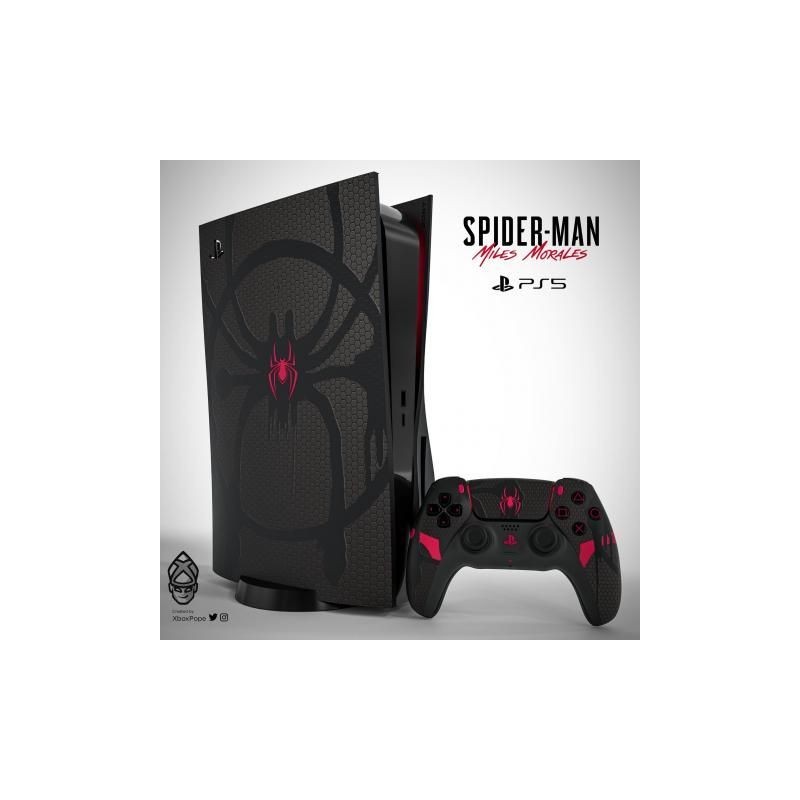 SPIDER-MAN
MILES MORALES
PS5
Created by
XboxPope